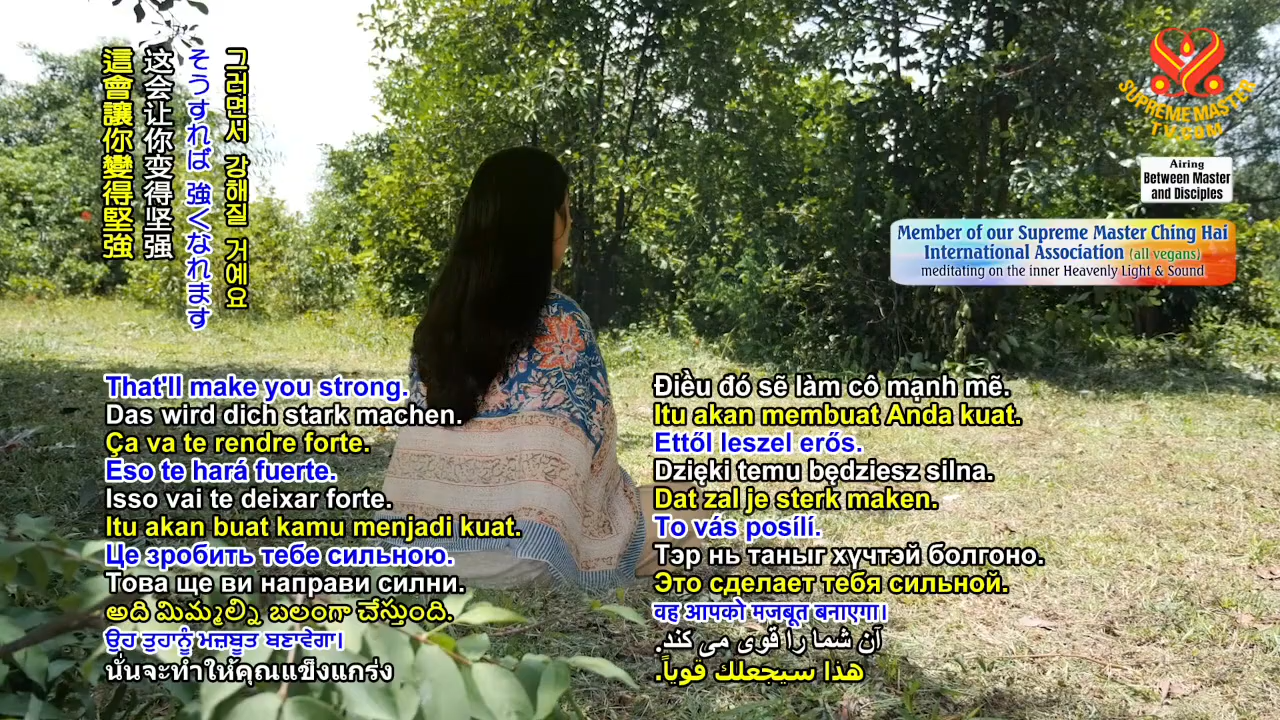 這會讓你變得堅強
这会让你变得坚强
そうすれば 強くなれます
그러면서 강해질 거예요
SUPREME MASTER
TV.COM
Airing
Between Master
and Disciples
Member of our Supreme Master Ching Hai
International Association (all vegans)
meditating on the inner Heavenly Light & Sound
That'll make you strong.
Das wird dich stark machen.
Ça va te rendre forte.
Eso te hará fuerte.
Isso vai te deixar forte.
Itu akan buat kamu menjadi kuat.
Це зробить тебе сильною.
Това ще ви направи силни.
అది మిమ్మల్ని బలంగా చేస్తుంది.
ਉਹ ਤੁਹਾਨੂੰ ਮਜ਼ਬੂਤ ਬਣਾਵੇਗਾ।
นั่นจะทำให้คุณแข็งแกร่ง
Điều đó sẽ làm cô mạnh mẽ.
Itu akan membuat Anda kuat.
Ettől leszel erős.
Dzięki temu będziesz silna.
Dat zal je sterk maken.
To vás posílí.
Тэр нь таныг хүчтэй болгоно.
Это сделает тебя сильной.
वह आपको मजबूत बनाएगा।
آن شما را قوی می کند.
هذا سيجعلك قوياً.